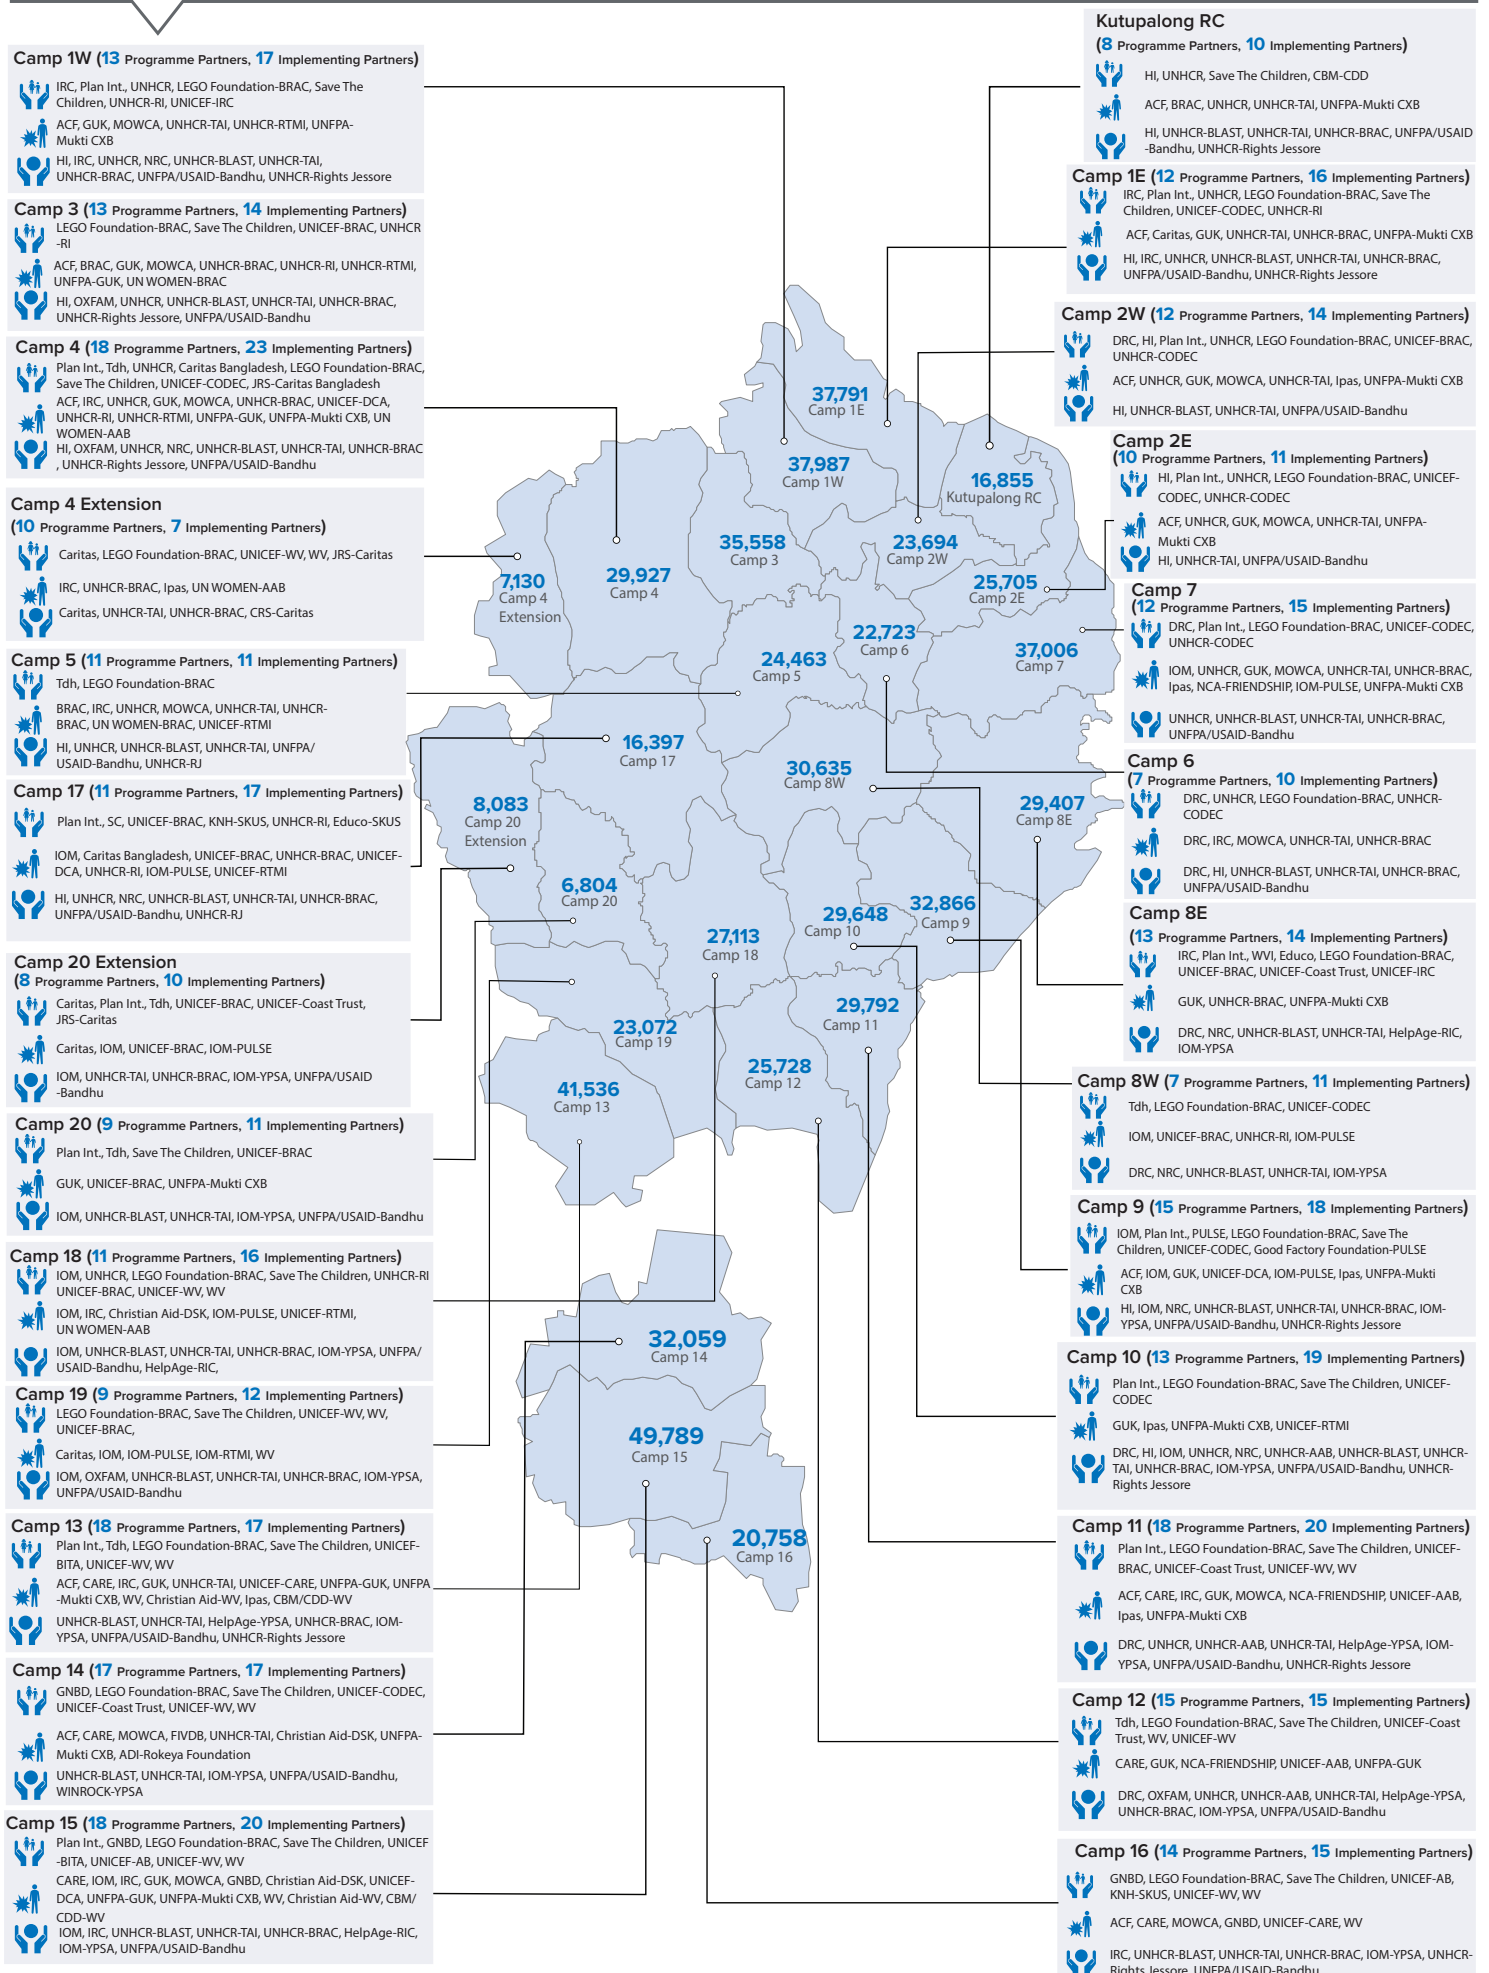 Camp 1W (13 Programme Partners, 17 Implementing Partners)
IRC, Plan Int., UNHCR, LEGO Foundation-BRAC, Save The
Children, UNHCR-RI, UNICEF-IRC
ACF, GUK, MOWCA, UNHCR-TAI, UNHCR-RTMI, UNFPA-
Mukti CXB
HI, IRC, UNHCR, NRC, UNHCR-BLAST, UNHCR-TAI,
UNHCR-BRAC, UNFPA/USAID-Bandhu, UNHCR-Rights Jessore
Camp 3 (13 Programme Partners, 14 Implementing Partners)
LEGO Foundation-BRAC, Save The Children, UNICEF-BRAC, UNHCR
-RI
ACF, BRAC, GUK, MOWCA, UNHCR-BRAC, UNHCR-RI, UNHCR-RTMI,
UNFPA-GUK, UN WOMEN-BRAC
HI, OXFAM, UNHCR, UNHCR-BLAST, UNHCR-TAI, UNHCR-BRAC,
UNHCR-Rights Jessore, UNFPA/USAID-Bandhu
Camp 4 (18 Programme Partners, 23 Implementing Partners)
Plan Int., Tdh, UNHCR, Caritas Bangladesh, LEGO Foundation-BRAC,
Save The Children, UNICEF-CODEC, JRS-Caritas Bangladesh
ACF, IRC, UNHCR, GUK, MOWCA, UNHCR-BRAC, UNICEF-DCA,
UNHCR-RI, UNHCR-RTMI, UNFPA-GUK, UNFPA-Mukti CXB, UN
WOMEN-AAB
HI, OXFAM, UNHCR, NRC, UNHCR-BLAST, UNHCR-TAI, UNHCR-BRAC
, UNHCR-Rights Jessore, UNFPA/USAID-Bandhu
Camp 4 Extension
(10 Programme Partners, 7 Implementing Partners)
Caritas, LEGO Foundation-BRAC, UNICEF-WV, WV, JRS-Caritas
IRC, UNHCR-BRAC, Ipas, UN WOMEN-AAB
Caritas, UNHCR-TAI, UNHCR-BRAC, CRS-Caritas
Camp 5 (11 Programme Partners, 11 Implementing Partners)
Tdh, LEGO Foundation-BRAC
BRAC, IRC, UNHCR, MOWCA, UNHCR-TAI, UNHCR-
BRAC, UN WOMEN-BRAC, UNICEF-RTMI
HI, UNHCR, UNHCR-BLAST, UNHCR-TAI, UNFPA/
USAID-Bandhu, UNHCR-RJ
Camp 17 (11 Programme Partners, 17 Implementing Partners)
Plan Int., SC, UNICEF-BRAC, KNH-SKUS, UNHCR-RI, Educo-SKUS
IOM, Caritas Bangladesh, UNICEF-BRAC, UNHCR-BRAC, UNICEF-
DCA, UNHCR-RI, IOM-PULSE, UNICEF-RTMI
HI, UNHCR, NRC, UNHCR-BLAST, UNHCR-TAI, UNHCR-BRAC,
UNFPA/USAID-Bandhu, UNHCR-RJ
Camp 20 Extension
(8 Programme Partners, 10 Implementing Partners)
Caritas, Plan Int., Tdh, UNICEF-BRAC, UNICEF-Coast Trust,
JRS-Caritas
Caritas, IOM, UNICEF-BRAC, IOM-PULSE
IOM, UNHCR-TAI, UNHCR-BRAC, IOM-YPSA, UNFPA/USAID
-Bandhu
Camp 20 (9 Programme Partners, 11 Implementing Partners)
Plan Int., Tdh, Save The Children, UNICEF-BRAC
GUK, UNICEF-BRAC, UNFPA-Mukti CXB
IOM, UNHCR-BLAST, UNHCR-TAI, IOM-YPSA, UNFPA/USAID-Bandhu
Camp 18 (11 Programme Partners, 16 Implementing Partners)
IOM, UNHCR, LEGO Foundation-BRAC, Save The Children, UNHCR-RI
UNICEF-BRAC, UNICEF-WV, WV
IOM, IRC, Christian Aid-DSK, IOM-PULSE, UNICEF-RTMI,
UN WOMEN-AAB
IOM, UNHCR-BLAST, UNHCR-TAI, UNHCR-BRAC, IOM-YPSA, UNFPA/
USAID-Bandhu, HelpAge-RIC,
Camp 19 (9 Programme Partners, 12 Implementing Partners)
LEGO Foundation-BRAC, Save The Children, UNICEF-WV, WV,
UNICEF-BRAC,
Caritas, IOM, IOM-PULSE, IOM-RTMI, WV
IOM, OXFAM, UNHCR-BLAST, UNHCR-TAI, UNHCR-BRAC, IOM-YPSA,
UNFPA/USAID-Bandhu
Camp 13 (18 Programme Partners, 17 Implementing Partners)
Plan Int., Tdh, LEGO Foundation-BRAC, Save The Children, UNICEF-
BITA, UNICEF-WV, WV
ACF, CARE, IRC, GUK, UNHCR-TAI, UNICEF-CARE, UNFPA-GUK, UNFPA
-Mukti CXB, WV, Christian Aid-WV, Ipas, CBM/CDD-WV
UNHCR-BLAST, UNHCR-TAI, HelpAge-YPSA, UNHCR-BRAC, IOM-
YPSA, UNFPA/USAID-Bandhu, UNHCR-Rights Jessore
Camp 14 (17 Programme Partners, 17 Implementing Partners)
GNBD, LEGO Foundation-BRAC, Save The Children, UNICEF-CODEC,
UNICEF-Coast Trust, UNICEF-WV, WV
ACF, CARE, MOWCA, FIVDB, UNHCR-TAI, Christian Aid-DSK, UNFPA-
Mukti CXB, ADI-Rokeya Foundation
UNHCR-BLAST, UNHCR-TAI, IOM-YPSA, UNFPA/USAID-Bandhu,
WINROCK-YPSA
Camp 15 (18 Programme Partners, 20 Implementing Partners)
Plan Int., GNBD, LEGO Foundation-BRAC, Save The Children, UNICEF
-BITA, UNICEF-AB, UNICEF-WV, WV
CARE, IOM, IRC, GUK, MOWCA, GNBD, Christian Aid-DSK, UNICEF-
DCA, UNFPA-GUK, UNFPA-Mukti CXB, WV, Christian Aid-WV, CBM/
CDD-WV
IOM, IRC, UNHCR-BLAST, UNHCR-TAI, UNHCR-BRAC, HelpAge-RIC,
IOM-YPSA, UNFPA/USAID-Bandhu
37,791
Camp 1E
37,987
Camp 1W
16,855
Kutupalong RC
35,558
Camp 3
23,694
Camp 2W
29,927
Camp 4
7,130
Camp 4
Extension
25,705
Camp 2E
22,723
Camp 6
24,463
Camp 5
37,006
Camp 7
16,397
Camp 17
30,635
Camp 8W
8,083
Camp 20
Extension
29,407
Camp 8E
6,804
Camp 20
29,648
Camp 10
32,866
Camp 9
27,113
Camp 18
29,792
Camp 11
23,072
Camp 19
25,728
Camp 12
41,536
Camp 13
32,059
Camp 14
49,789
Camp 15
20,758
Camp 16
Kutupalong RC
(8 Programme Partners, 10 Implementing Partners)
HI, UNHCR, Save The Children, CBM-CDD
ACF, BRAC, UNHCR, UNHCR-TAI, UNFPA-Mukti CXB
HI, UNHCR-BLAST, UNHCR-TAI, UNHCR-BRAC, UNFPA/USAID
-Bandhu, UNHCR-Rights Jessore
Camp 1E (12 Programme Partners, 16 Implementing Partners)
IRC, Plan Int., UNHCR, LEGO Foundation-BRAC, Save The
Children, UNICEF-CODEC, UNHCR-RI
ACF, Caritas, GUK, UNHCR-TAI, UNHCR-BRAC, UNFPA-Mukti CXB
HI, IRC, UNHCR, UNHCR-BLAST, UNHCR-TAI, UNHCR-BRAC,
UNFPA/USAID-Bandhu, UNHCR-Rights Jessore
Camp 2W (12 Programme Partners, 14 Implementing Partners)
DRC, HI, Plan Int., UNHCR, LEGO Foundation-BRAC, UNICEF-BRAC,
UNHCR-CODEC
ACF, UNHCR, GUK, MOWCA, UNHCR-TAI, Ipas, UNFPA-Mukti CXB
HI, UNHCR-BLAST, UNHCR-TAI, UNFPA/USAID-Bandhu
Camp 2E
(10 Programme Partners, 11 Implementing Partners)
HI, Plan Int., UNHCR, LEGO Foundation-BRAC, UNICEF-
CODEC, UNHCR-CODEC
ACF, UNHCR, GUK, MOWCA, UNHCR-TAI, UNFPA-
Mukti CXB
HI, UNHCR-TAI, UNFPA/USAID-Bandhu
Camp 7
(12 Programme Partners, 15 Implementing Partners)
DRC, Plan Int., LEGO Foundation-BRAC, UNICEF-CODEC,
UNHCR-CODEC
IOM, UNHCR, GUK, MOWCA, UNHCR-TAI, UNHCR-BRAC,
Ipas, NCA-FRIENDSHIP, IOM-PULSE, UNFPA-Mukti CXB
UNHCR, UNHCR-BLAST, UNHCR-TAI, UNHCR-BRAC,
UNFPA/USAID-Bandhu
Camp 6
(7 Programme Partners, 10 Implementing Partners)
DRC, UNHCR, LEGO Foundation-BRAC, UNHCR-
CODEC
DRC, IRC, MOWCA, UNHCR-TAI, UNHCR-BRAC
DRC, HI, UNHCR-BLAST, UNHCR-TAI, UNHCR-BRAC,
UNFPA/USAID-Bandhu
Camp 8E
(13 Programme Partners, 14 Implementing Partners)
IRC, Plan Int., WVI, Educo, LEGO Foundation-BRAC,
UNICEF-BRAC, UNICEF-Coast Trust, UNICEF-IRC
GUK, UNHCR-BRAC, UNFPA-Mukti CXB
DRC, NRC, UNHCR-BLAST, UNHCR-TAI, HelpAge-RIC,
IOM-YPSA
Camp 8W (7 Programme Partners, 11 Implementing Partners)
Tdh, LEGO Foundation-BRAC, UNICEF-CODEC
IOM, UNICEF-BRAC, UNHCR-RI, IOM-PULSE
DRC, NRC, UNHCR-BLAST, UNHCR-TAI, IOM-YPSA
Camp 9 (15 Programme Partners, 18 Implementing Partners)
IOM, Plan Int., PULSE, LEGO Foundation-BRAC, Save The
Children, UNICEF-CODEC, Good Factory Foundation-PULSE
ACF, IOM, GUK, UNICEF-DCA, IOM-PULSE, Ipas, UNFPA-Mukti
CXB
HI, IOM, NRC, UNHCR-BLAST, UNHCR-TAI, UNHCR-BRAC, IOM-
YPSA, UNFPA/USAID-Bandhu, UNHCR-Rights Jessore
Camp 10 (13 Programme Partners, 19 Implementing Partners)
Plan Int., LEGO Foundation-BRAC, Save The Children, UNICEF-
CODEC
GUK, Ipas, UNFPA-Mukti CXB, UNICEF-RTMI
DRC, HI, IOM, UNHCR, NRC, UNHCR-AAB, UNHCR-BLAST, UNHCR-
TAI, UNHCR-BRAC, IOM-YPSA, UNFPA/USAID-Bandhu, UNHCR-
Rights Jessore
Camp 11 (18 Programme Partners, 20 Implementing Partners)
Plan Int., LEGO Foundation-BRAC, Save The Children, UNICEF-
BRAC, UNICEF-Coast Trust, UNICEF-WV, WV
ACF, CARE, IRC, GUK, MOWCA, NCA-FRIENDSHIP, UNICEF-AAB,
Ipas, UNFPA-Mukti CXB
DRC, UNHCR, UNHCR-AAB, UNHCR-TAI, HelpAge-YPSA, IOM-
YPSA, UNFPA/USAID-Bandhu, UNHCR-Rights Jessore
Camp 12 (15 Programme Partners, 15 Implementing Partners)
Tdh, LEGO Foundation-BRAC, Save The Children, UNICEF-Coast
Trust, WV, UNICEF-WV
CARE, GUK, NCA-FRIENDSHIP, UNICEF-AAB, UNFPA-GUK
DRC, OXFAM, UNHCR, UNHCR-AAB, UNHCR-TAI, HelpAge-YPSA,
UNHCR-BRAC, IOM-YPSA, UNFPA/USAID-Bandhu
Camp 16 (14 Programme Partners, 15 Implementing Partners)
GNBD, LEGO Foundation-BRAC, Save The Children, UNICEF-AB,
KNH-SKUS, UNICEF-WV, WV
ACF, CARE, MOWCA, GNBD, UNICEF-CARE, WV
IRC, UNHCR-BLAST, UNHCR-TAI, UNHCR-BRAC, IOM-YPSA, UNHCR-
Rights Jessore, UNFPA/USAID-Bandhu